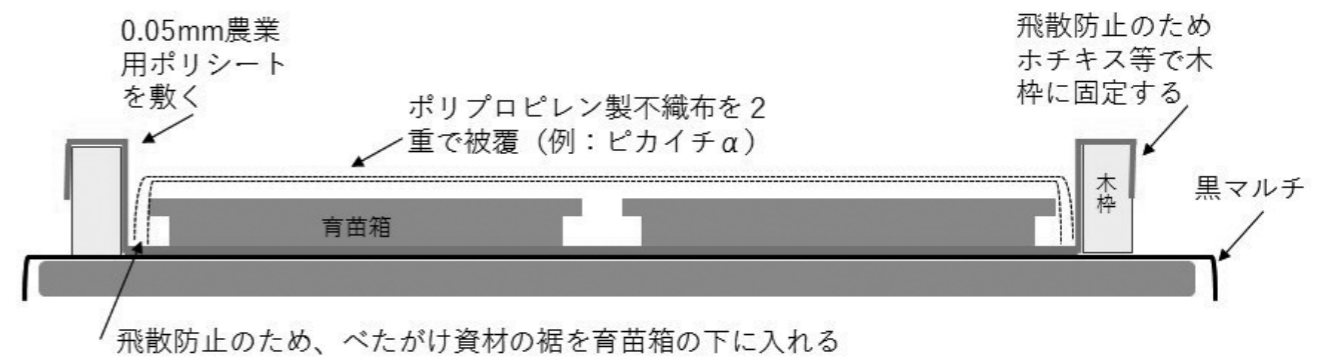 0.05mm農業
用ポリシート
を敷く
飛散防止のため
ホチキス等で木
枠に固定する
ポリプロピレン製不織布を２
重で被覆（例：ピカイチα）
木枠
黒マルチ
育苗箱
飛散防止のため、べたがけ資材の裾を育苗箱の下に入れる